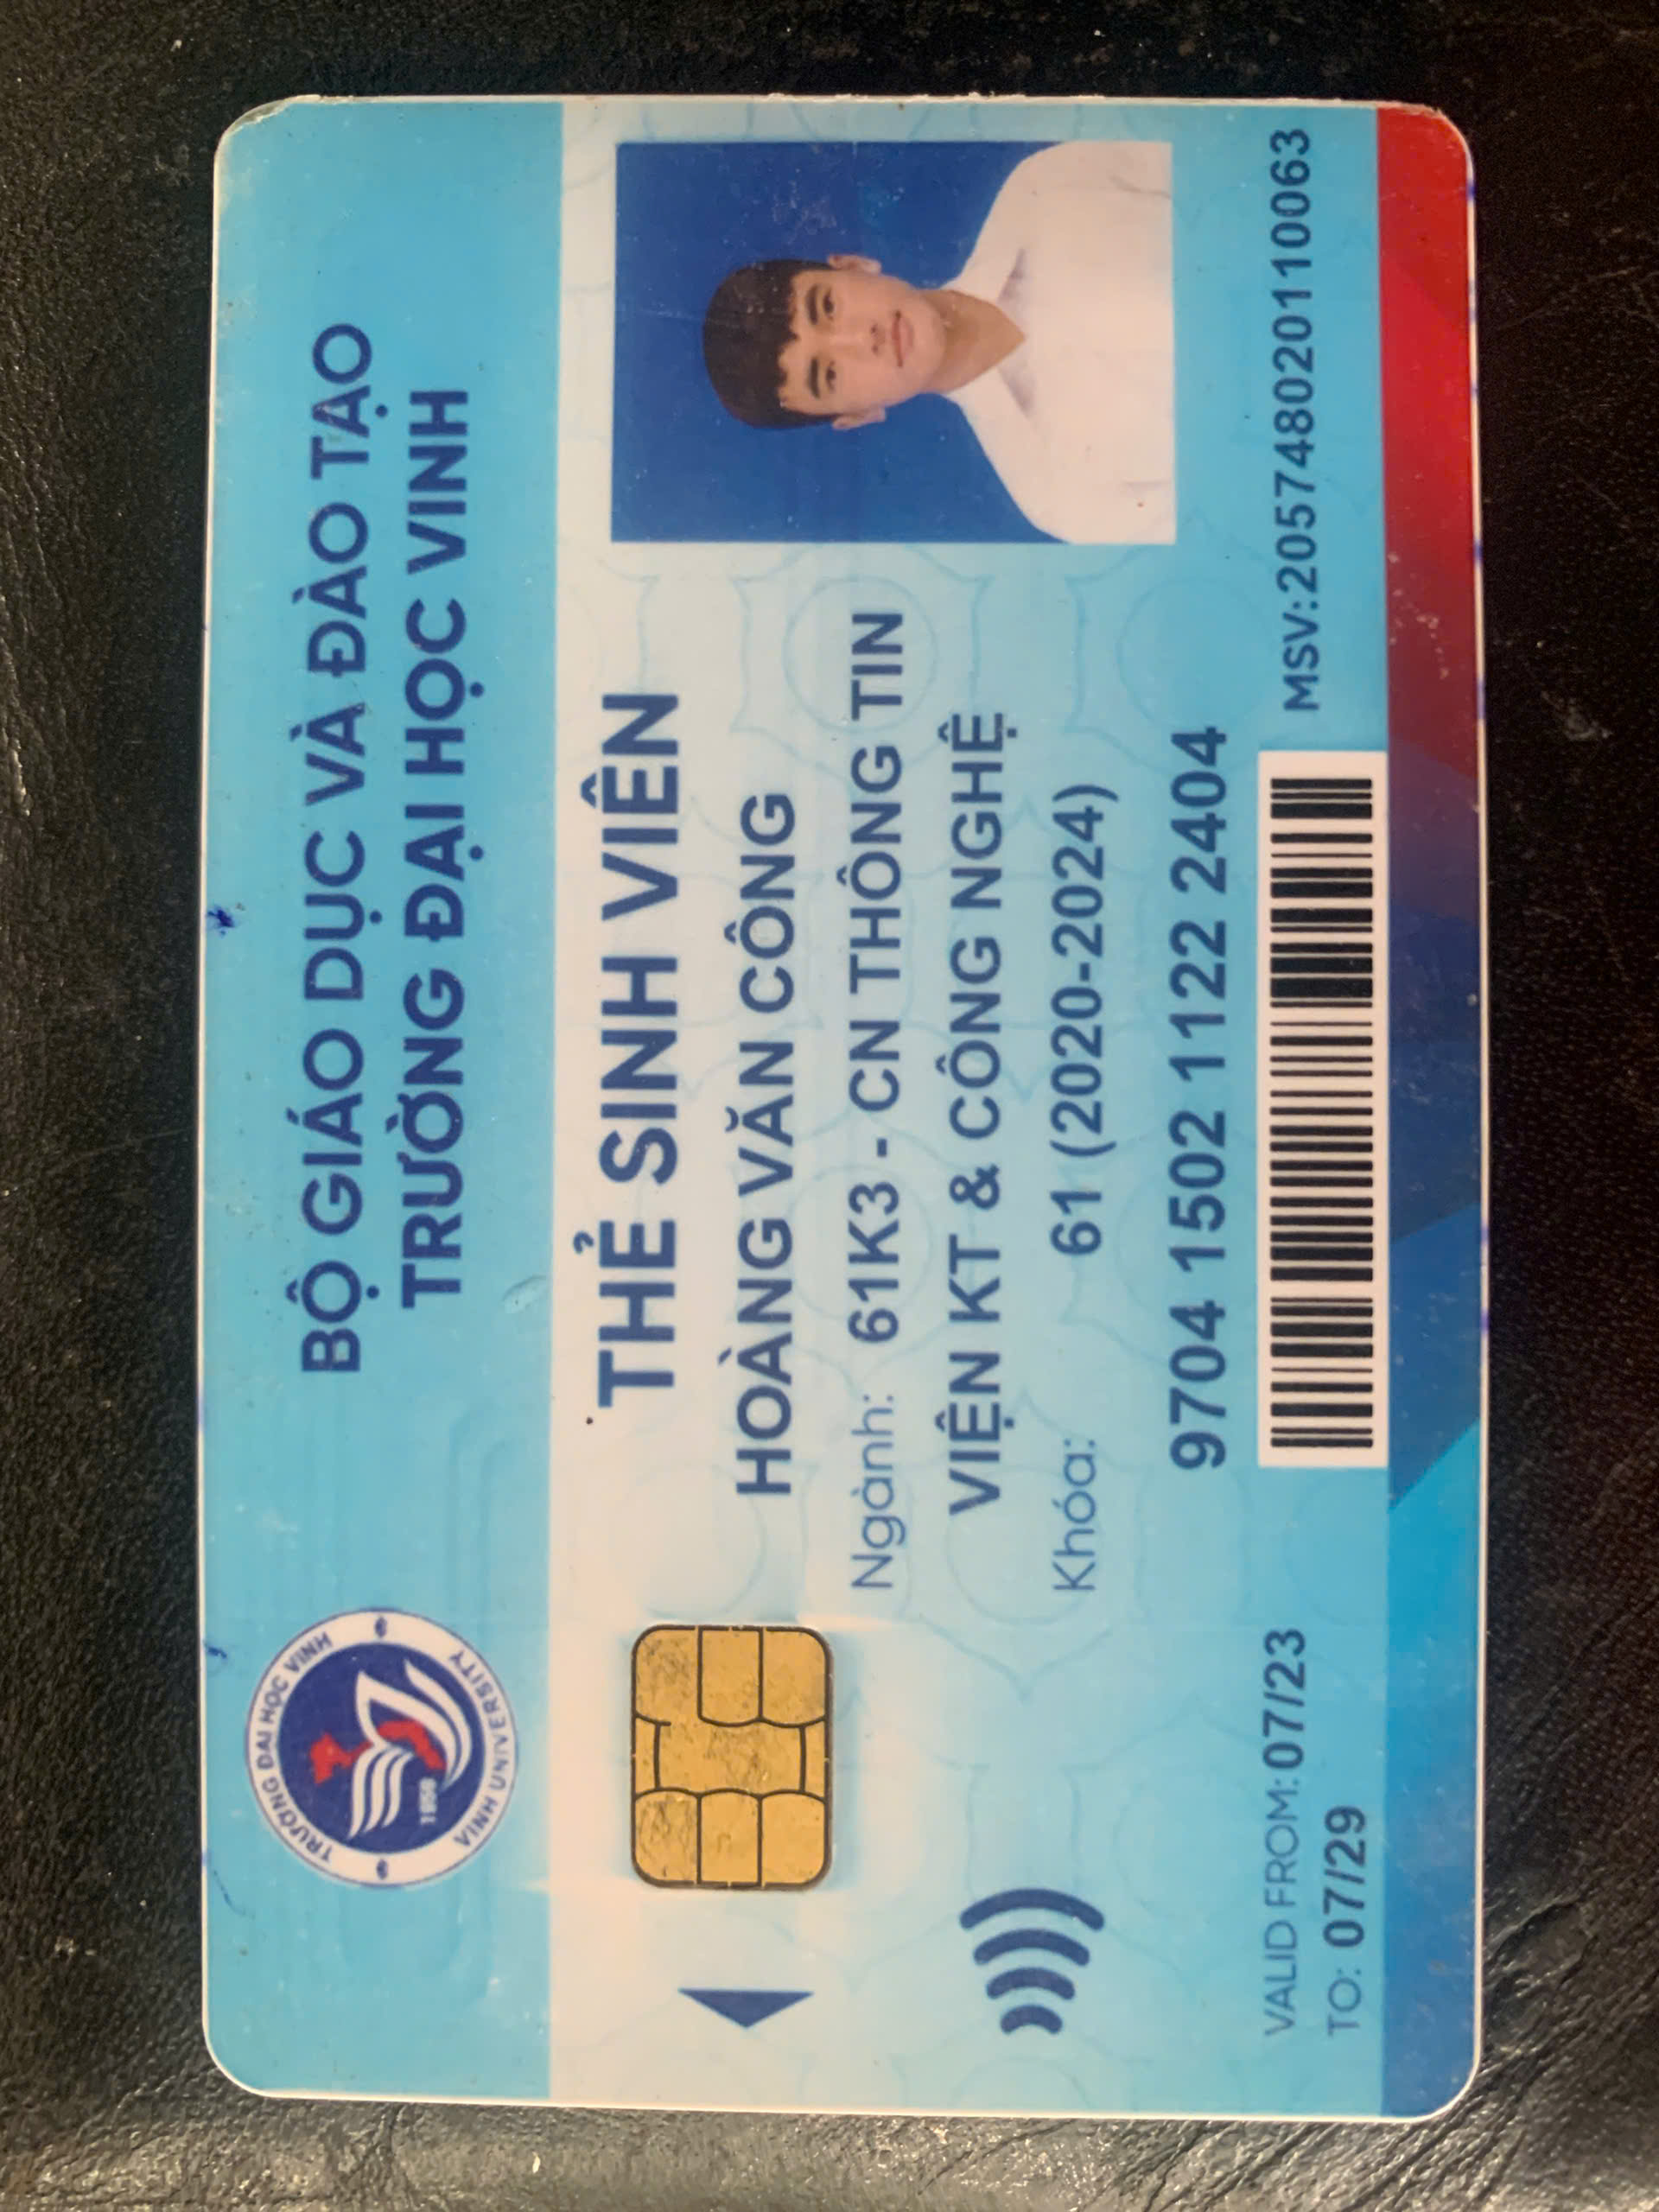 TRƯỜNG ĐẠI HỌC VINH
1959
VINH UNIVERSITY
BỘ GIÁO DỤC VÀ ĐÀO TẠO
TRƯỜNG ĐẠI HỌC VINH
THẺ SINH VIÊN
HOÀNG VĂN CÔNG
Ngành: 61K3 - CN THÔNG TIN
VIỆN KT & CÔNG NGHỆ
Khóa: 61 (2020-2024)
9704 1502 1122 2404
VALID FROM: 07/23
TO: 07/29
MSV:205748020110063